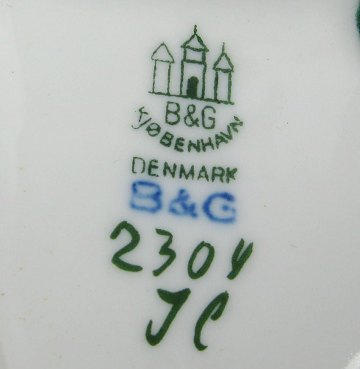 B&G
KJØBENHAVN
DENMARK
B&G
2304
JC